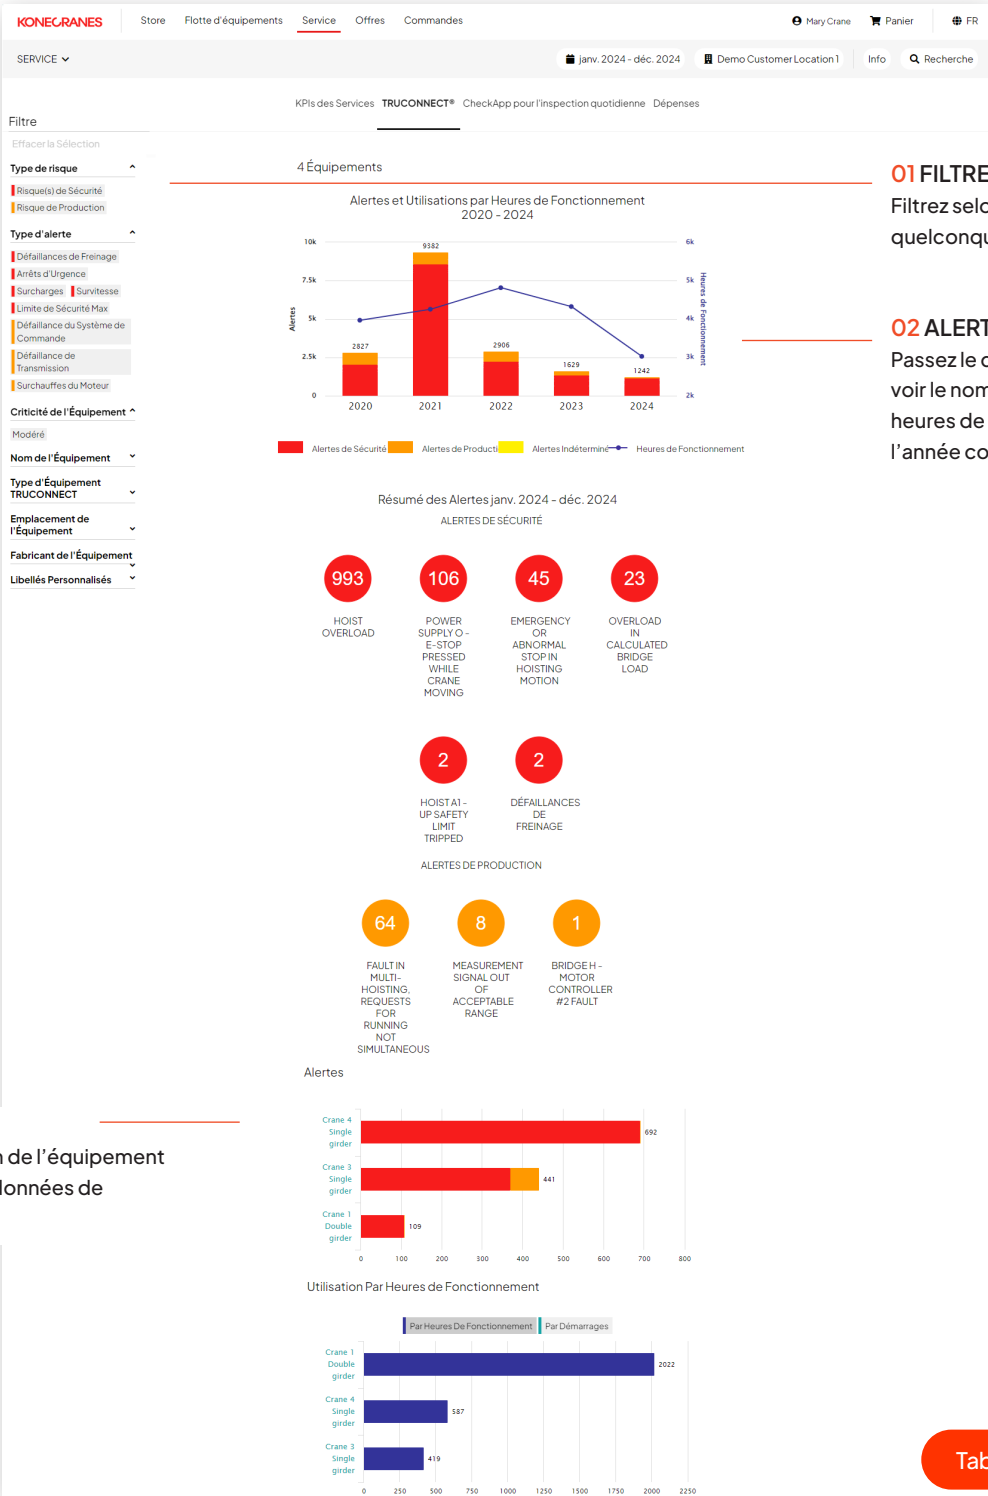 KONECRANES
Store
Flotte d'équipements
Service
Offres
Commandes
Mary Crane
Panier
FR
SERVICE
janv. 2024 - déc. 2024
Demo Customer Location 1
Info
Recherche
KPIs des Services
TRUCONNECT®
CheckApp pour l'inspection quotidienne
Dépenses
Filtre
Effacer la Sélection
Type de risque
Risque(s) de Sécurité
Risque de Production
Type d'alerte
Défaillances de Freinage
Arrêts d'Urgence
Surcharges
Survitesse
Limite de Sécurité Max
Défaillance du Système de
Commande
Défaillance de
Transmission
Surchauffes du Moteur
Criticité de l'Équipement
Modéré
Nom de l'Équipement
Type d'Équipement
TRUCONNECT
Emplacement de
l'Équipement
Fabricant de l'Équipement
Libellés Personnalisés
4 Équipements
Alertes et Utilisations par Heures de Fonctionnement
2020 - 2024
Alertes
10k
7.5k
5k
2.5k
0
2827
9382
2906
1629
1242
2020
2021
2022
2023
2024
6k
5k
4k
3k
2k
Heures de Fonctionnement
Alertes de Sécurité
Alertes de Producti
Alertes Indéterminé
Heures de Fonctionnement
01 FILTRE
Filtrez selo
quelconqu
02 ALERT
Passez le c
voir le nom
heures de
l'année co
Résumé des Alertes janv. 2024 - déc. 2024
ALERTES DE SÉCURITÉ
993
HOIST
OVERLOAD
106
POWER
SUPPLY O -
E-STOP
PRESSED
WHILE
CRANE
MOVING
45
EMERGENCY
OR
ABNORMAL
STOP IN
HOISTING
MOTION
23
OVERLOAD
IN
CALCULATED
BRIDGE
LOAD
2
HOIST A1 -
UP SAFETY
LIMIT
TRIPPED
2
DÉFAILLANCES
DE
FREINAGE
ALERTES DE PRODUCTION
64
FAULT IN
MULTI-
HOISTING,
REQUESTS
FOR
RUNNING
NOT
SIMULTANEOUS
8
MEASUREMENT
SIGNAL OUT
OF
ACCEPTABLE
RANGE
1
BRIDGE H -
MOTOR
CONTROLLER
#2 FAULT
Alertes
Crane 4
Single
girder
692
Crane 3
Single
girder
441
Crane 1
Double
girder
109
0
100
200
300
400
500
600
700
800
n de l'équipement
données de
Utilisation Par Heures de Fonctionnement
Par Heures De Fonctionnement
Par Démarrages
Crane 1
Double
girder
2022
Crane 4
Single
girder
587
Crane 3
Single
girder
419
0
250
500
750
1000
1250
1500
1750
2000
2250
Tab